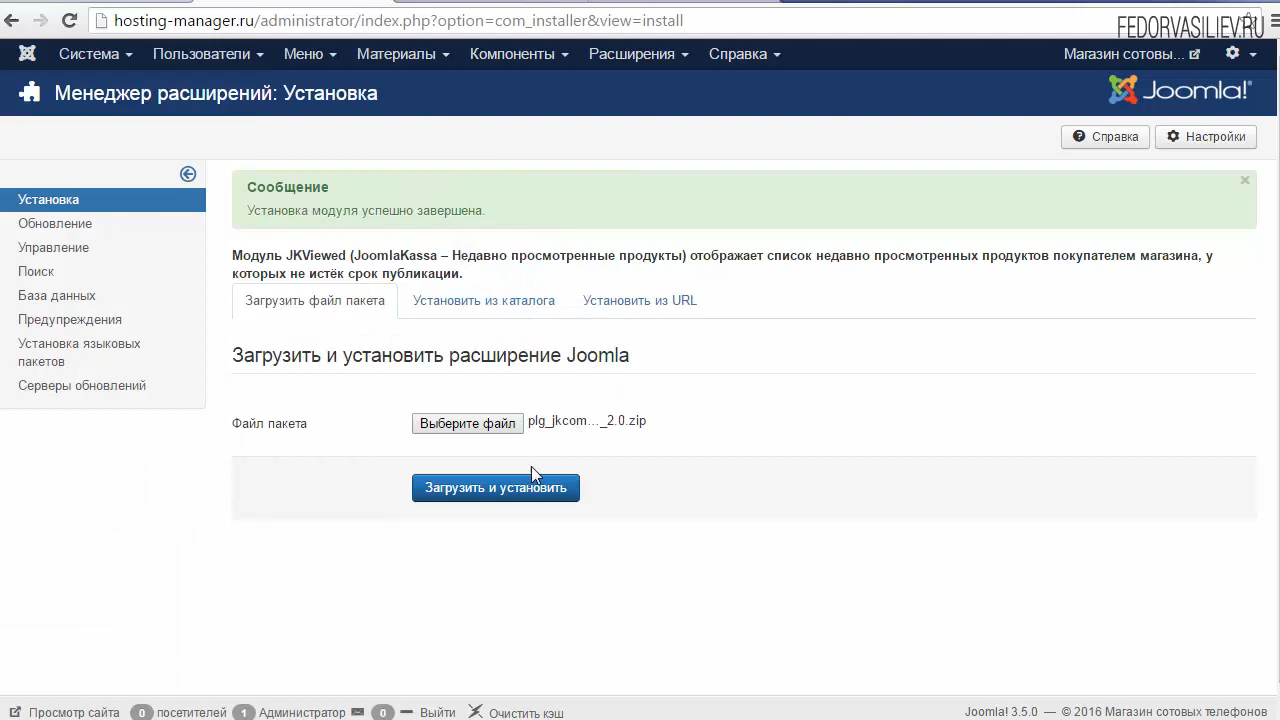 hosting-manager.ru/administrator/index.php?option=com_installer&view=install
FEDORVASILIEV.RU
Система Пользователи Меню Материалы Компоненты Расширения Справка Магазин сотовы...
Менеджер расширений: Установка
Joomla!®
Справка Настройки
Установка
Обновление
Управление
Поиск
База данных
Предупреждения
Установка языковых
пакетов
Серверы обновлений
Сообщение
Установка модуля успешно завершена.
Модуль JKViewed (JoomlaKassa – Недавно просмотренные продукты) отображает список недавно просмотренных продуктов покупателем магазина, у
которых не истёк срок публикации.
Загрузить файл пакета Установить из каталога Установить из URL
Загрузить и установить расширение Joomla
Файл пакета Выберите файл plg_jkcom..._2.0.zip
Загрузить и установить
Просмотр сайта 0 посетителей 1 Администратор 0 Выйти Очистить кэш Joomla! 3.5.0 — © 2016 Магазин сотовых телефонов